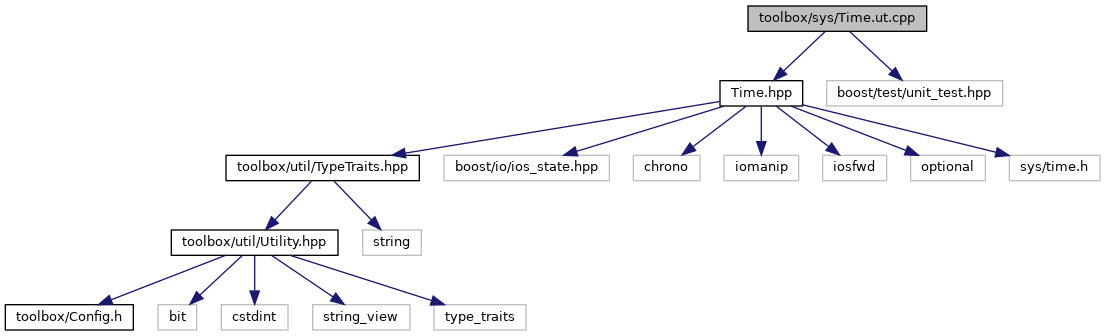 toolbox/sys/Time.ut.cpp
Time.hpp
boost/test/unit_test.hpp
toolbox/util/TypeTraits.hpp
boost/io/ios_state.hpp
chrono
iomanip
iosfwd
optional
sys/time.h
toolbox/util/Utility.hpp
string
toolbox/Config.h
bit
cstdint
string_view
type_traits